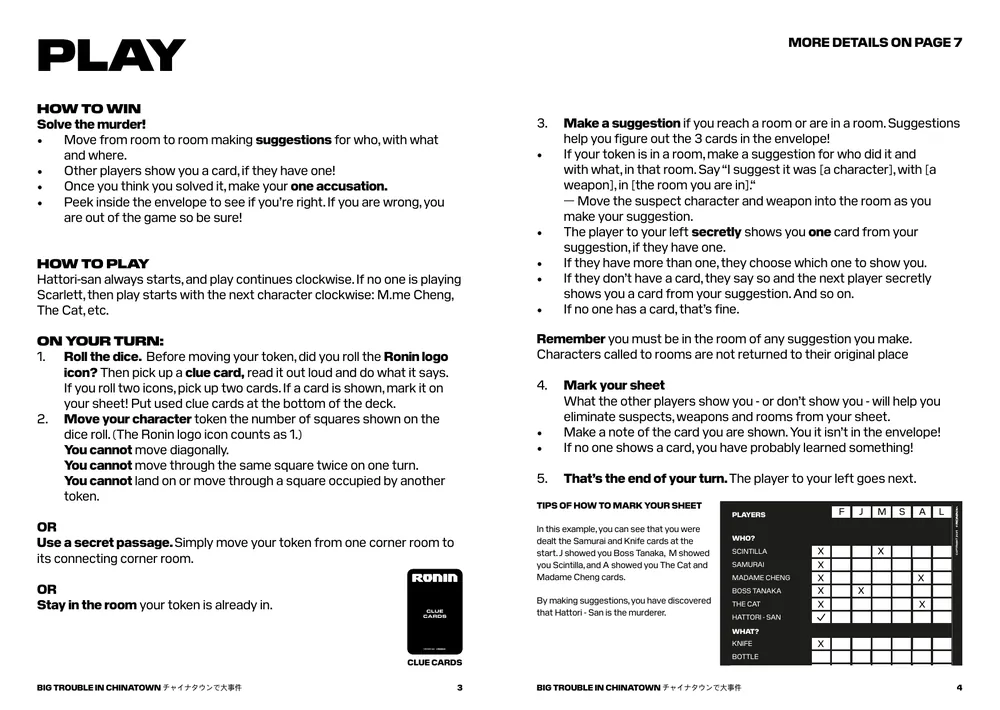 PLAY
HOW TO WIN
Solve the murder!
• Move from room to room making suggestions for who, with what
and where.
• Other players show you a card, if they have one!
• Once you think you solved it, make your one accusation.
• Peek inside the envelope to see if you're right. If you are wrong, you
are out of the game so be sure!
HOW TO PLAY
Hattori-san always starts, and play continues clockwise. If no one is playing
Scarlett, then play starts with the next character clockwise: M.me Cheng,
The Cat, etc.
ON YOUR TURN:
1. Roll the dice. Before moving your token, did you roll the Ronin logo
icon? Then pick up a clue card, read it out loud and do what it says.
If you roll two icons, pick up two cards. If a card is shown, mark it on
your sheet! Put used clue cards at the bottom of the deck.
2. Move your character token the number of squares shown on the
dice roll. (The Ronin logo icon counts as 1.)
You cannot move diagonally.
You cannot move through the same square twice on one turn.
You cannot land on or move through a square occupied by another
token.
OR
Use a secret passage. Simply move your token from one corner room to
its connecting corner room.
OR
Stay in the room your token is already in.
RONIN
CLUE
CARDS
CLUE CARDS
BIG TROUBLE IN CHINATOWN チャイナタウンで大事件
3
MORE DETAILS ON PAGE 7
3. Make a suggestion if you reach a room or are in a room. Suggestions
help you figure out the 3 cards in the envelope!
• If your token is in a room, make a suggestion for who did it and
with what, in that room. Say “I suggest it was [a character], with [a
weapon], in [the room you are in].“
— Move the suspect character and weapon into the room as you
make your suggestion.
• The player to your left secretly shows you one card from your
suggestion, if they have one.
• If they have more than one, they choose which one to show you.
• If they don't have a card, they say so and the next player secretly
shows you a card from your suggestion. And so on.
• If no one has a card, that's fine.
Remember you must be in the room of any suggestion you make.
Characters called to rooms are not returned to their original place
4. Mark your sheet
What the other players show you - or don't show you - will help you
eliminate suspects, weapons and rooms from your sheet.
• Make a note of the card you are shown. You it isn't in the envelope!
• If no one shows a card, you have probably learned something!
5. That's the end of your turn. The player to your left goes next.
TIPS OF HOW TO MARK YOUR SHEET
In this example, you can see that you were
dealt the Samurai and Knife cards at the
start. J showed you Boss Tanaka, M showed
you Scintilla, and A showed you The Cat and
Madame Cheng cards.
By making suggestions, you have discovered
that Hattori - San is the murderer.
PLAYERS F J M S A L
WHO?
SCINTILLA X X
SAMURAI X
MADAME CHENG X X
BOSS TANAKA X X
THE CAT X X
HATTORI - SAN ✓
WHAT?
KNIFE X
BOTTLE
BIG TROUBLE IN CHINATOWN チャイナタウンで大事件
4